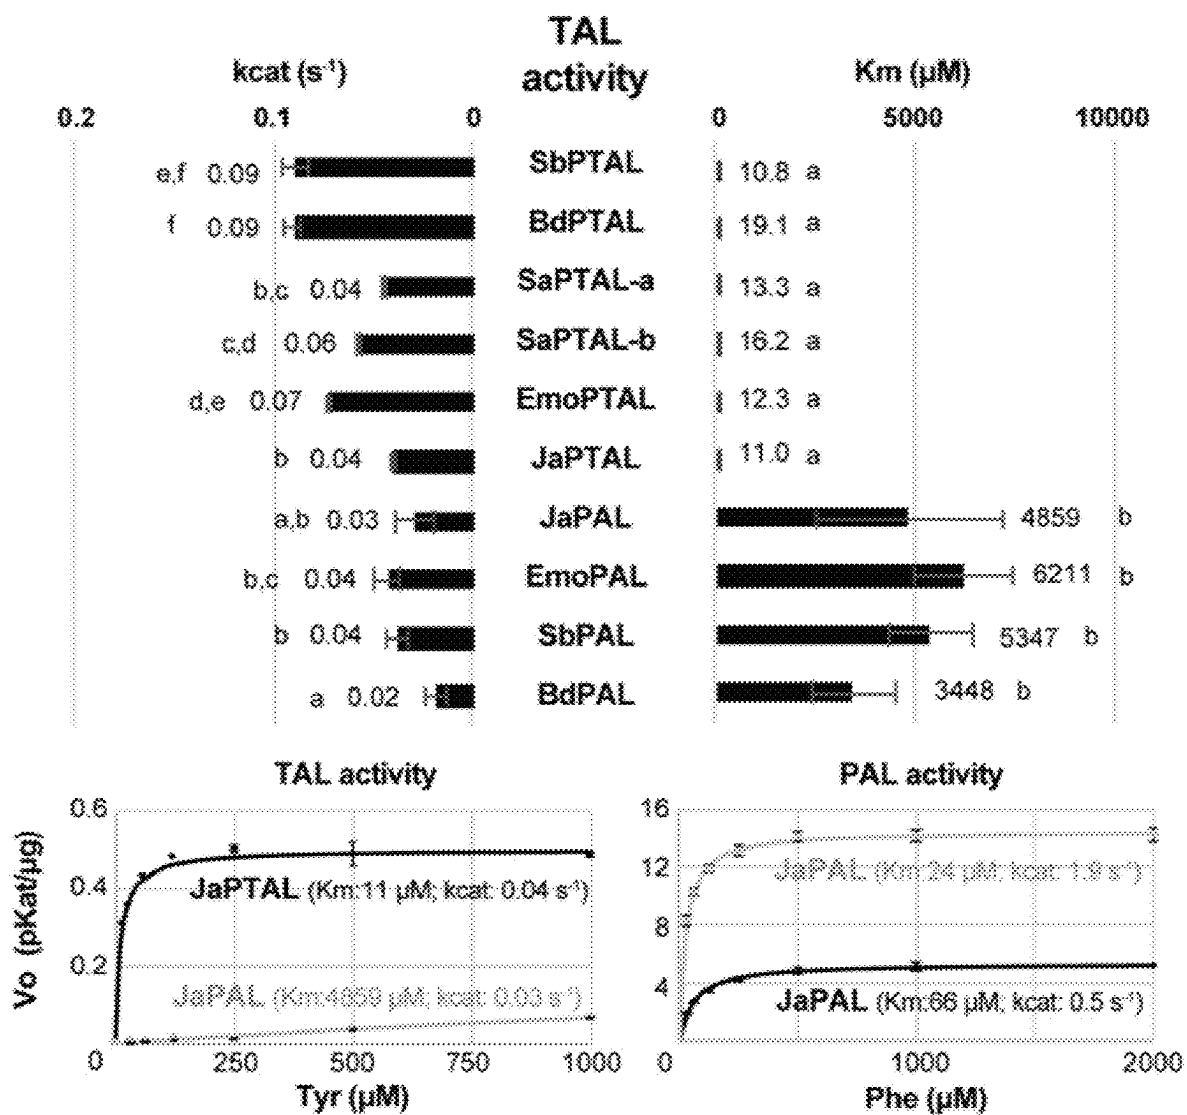 TAL
activity
kcat (s⁻¹)
Km (µM)
0.2 0.1 0 0 5000 10000
e,f 0.09 SbPTAL 10.8 a
f 0.09 BdPTAL 19.1 a
b,c 0.04 SaPTAL-a 13.3 a
c,d 0.06 SaPTAL-b 16.2 a
d,e 0.07 EmoPTAL 12.3 a
b 0.04 JaPTAL 11.0 a
a,b 0.03 JaPAL 4859 b
b,c 0.04 EmoPAL 6211 b
b 0.04 SbPAL 5347 b
a 0.02 BdPAL 3448 b
TAL activity
Vo (pKat/µg)
0.6
0.4
0.2
JaPTAL (Km:11 µM; kcat: 0.04 s⁻¹)
JaPAL (Km:4859 µM; kcat: 0.03 s⁻¹)
0 250 500 750 1000
Tyr (µM)
PAL activity
16
12
8
4
JaPAL (Km:24 µM; kcat: 1.9 s⁻¹)
JaPAL (Km:66 µM; kcat: 0.5 s⁻¹)
0 1000 2000
Phe (µM)